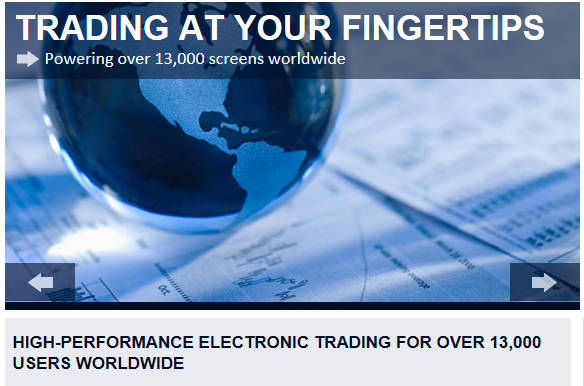 TRADING AT YOUR FINGERTIPS
Powering over 13,000 screens worldwide
Oct
HIGH-PERFORMANCE ELECTRONIC TRADING FOR OVER 13,000
USERS WORLDWIDE